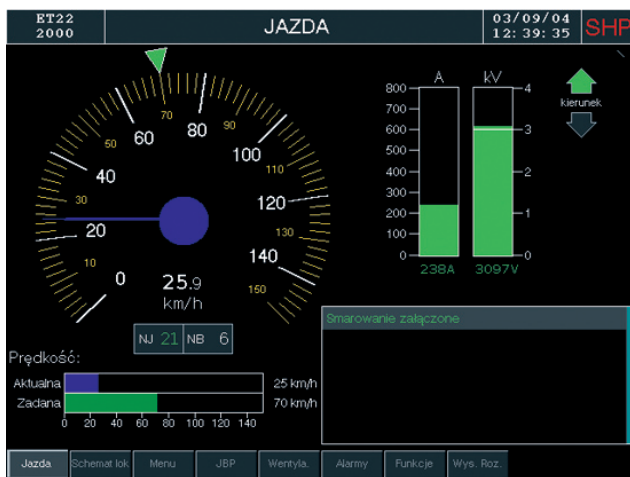 ET22
2000
JAZDA
03/09/04
12:39:35
SHP
0
10
20
30
40
50
60
70
80
90
100
110
120
130
140
150
25.9
km/h
NJ 21 NB 6
A
kV
800
700
600
500
400
300
200
100
0
4
3
2
1
0
238A
3097V
kierunek
Smarowanie załączone
Prędkość:
Aktualna
25 km/h
Zadana
70 km/h
0 20 40 60 80 100 120 140
Jazda Schemat lok Menu JBP Wentyla. Alarmy Funkcje Wys. Roz.